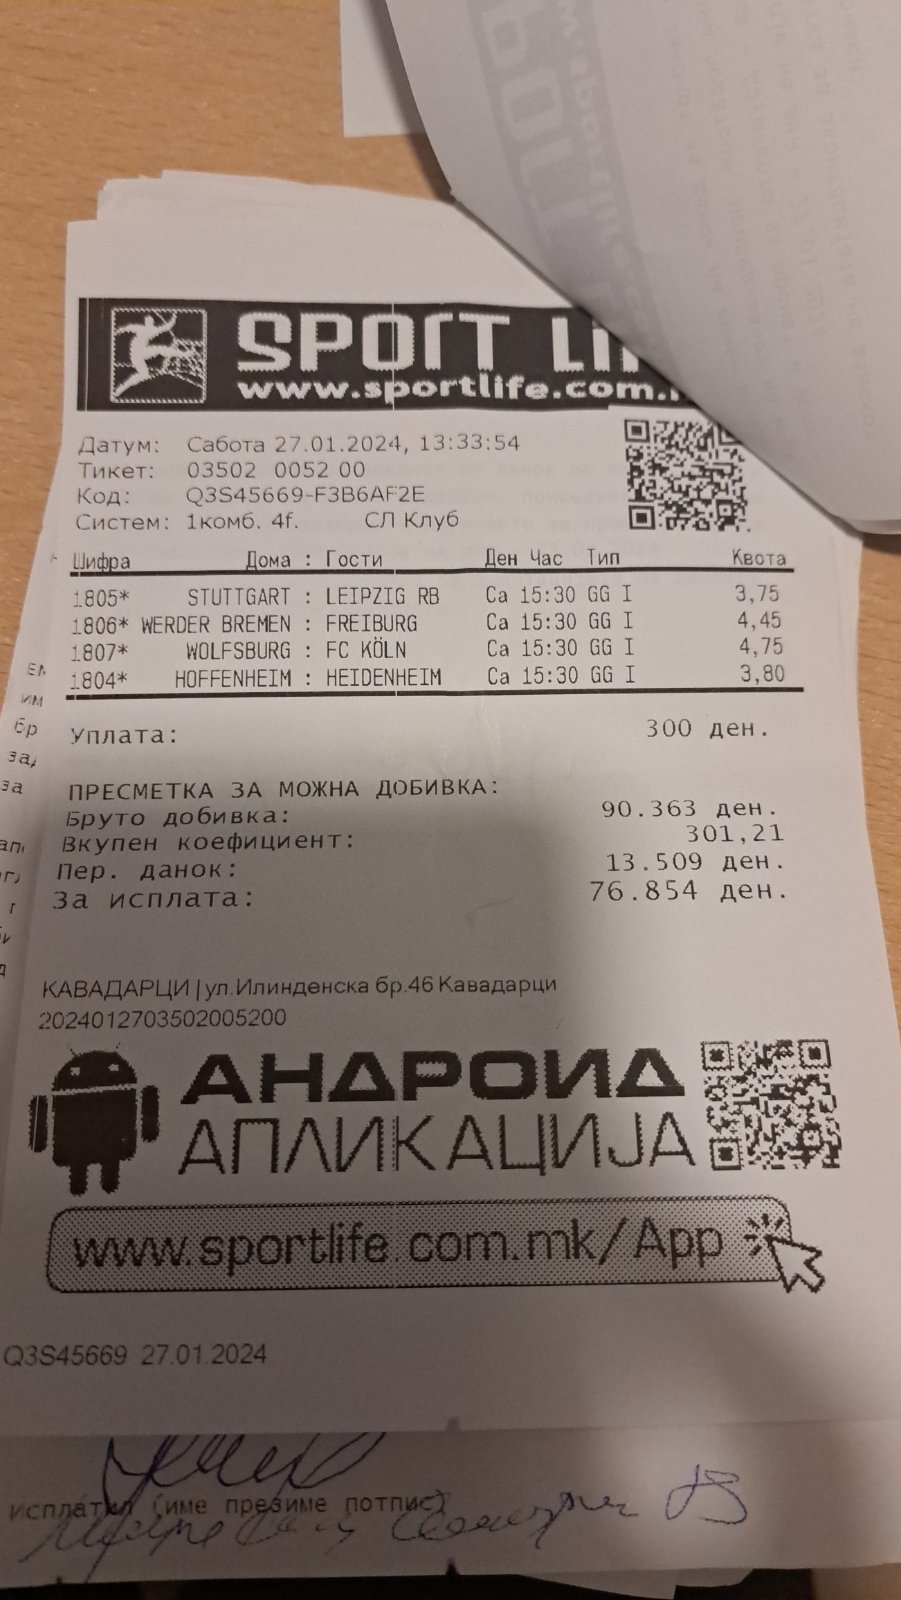 SPORT LI
www.sportlife.com.
Датум: Сабота 27.01.2024, 13:33:54
Тикет: 03502 0052 00
Код: Q3S45669-F3B6AF2E
Систем: 1комб. 4f. СЛ Клуб
Шифра Дома : Гости Ден Час Тип Квота
1805* STUTTGART : LEIPZIG RB Са 15:30 GG I 3,75
1806* WERDER BREMEN : FREIBURG Са 15:30 GG I 4,45
1807* WOLFSBURG : FC KÖLN Са 15:30 GG I 4,75
1804* HOFFENHEIM : HEIDENHEIM Са 15:30 GG I 3,80
Уплата: 300 ден.
ПРЕСМЕТКА ЗА МОЖНА ДОБИВКА:
Бруто добивка: 90.363 ден.
Вкупен коефициент: 301,21
Пер. данок: 13.509 ден.
За исплата: 76.854 ден.
КАВАДАРЦИ | ул.Илинденска бр.46 Кавадарци
2024012703502005200
АНДРОИД
АПЛИКАЦИЈА
www.sportlife.com.mk/App
Q3S45669 27.01.2024
исплатил (име презиме потпис)